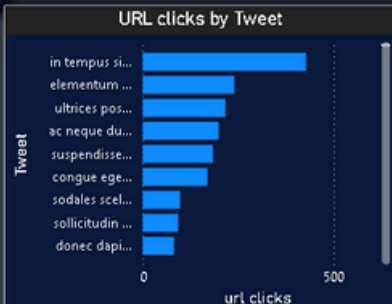 URL clicks by Tweet
in tempus si...
elementum ...
ultrices pos...
ac neque du...
suspendisse...
congue ege...
sodales scel...
sollicitudin ...
donec dapi...
Tweet
0 500
url clicks